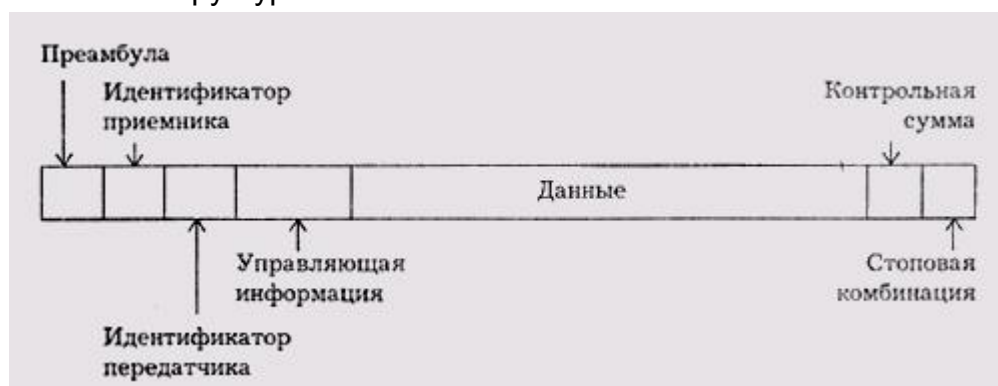 Преамбула
Идентификатор
приемника
Контрольная
сумма
Данные
Управляющая
информация
Стоповая
комбинация
Идентификатор
передатчика